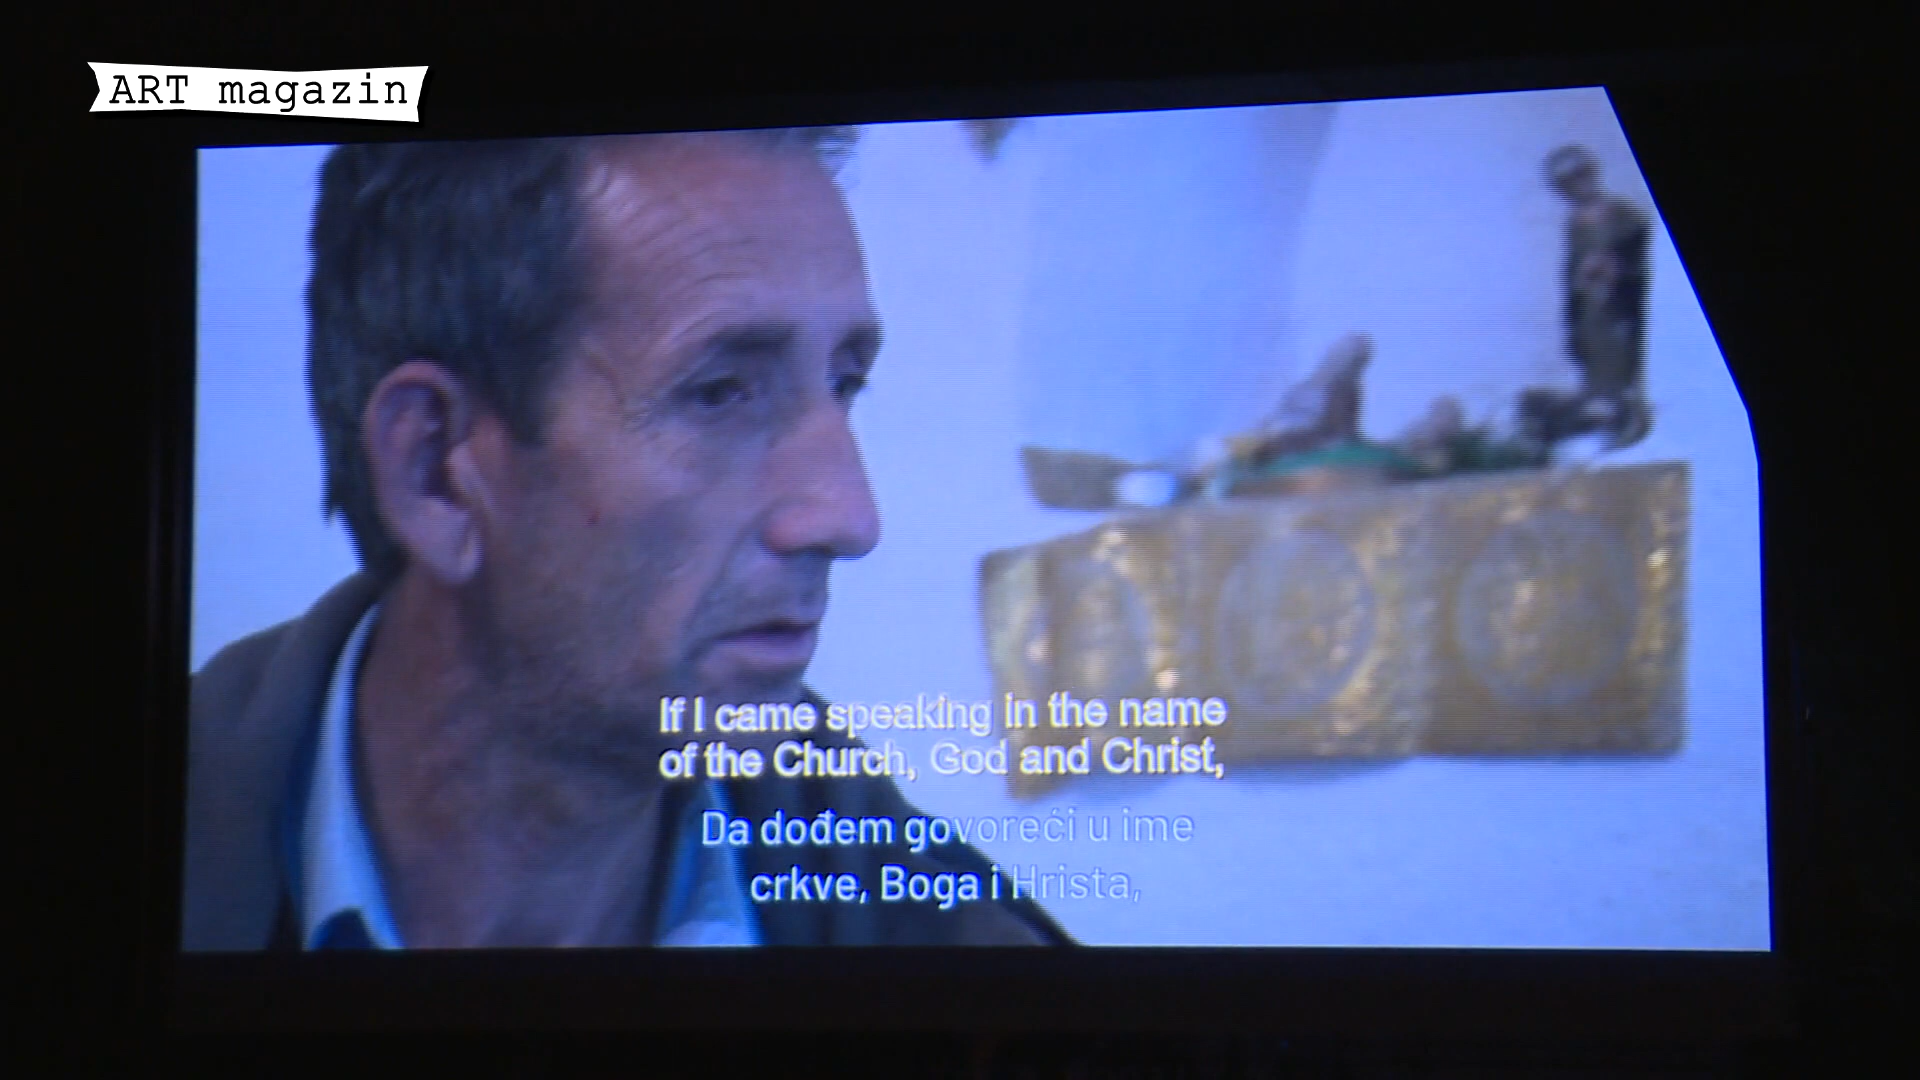 ART magazin
If I came speaking in the name
of the Church, God and Christ,
Da dođem govoreći u ime
crkve, Boga i Hrista,